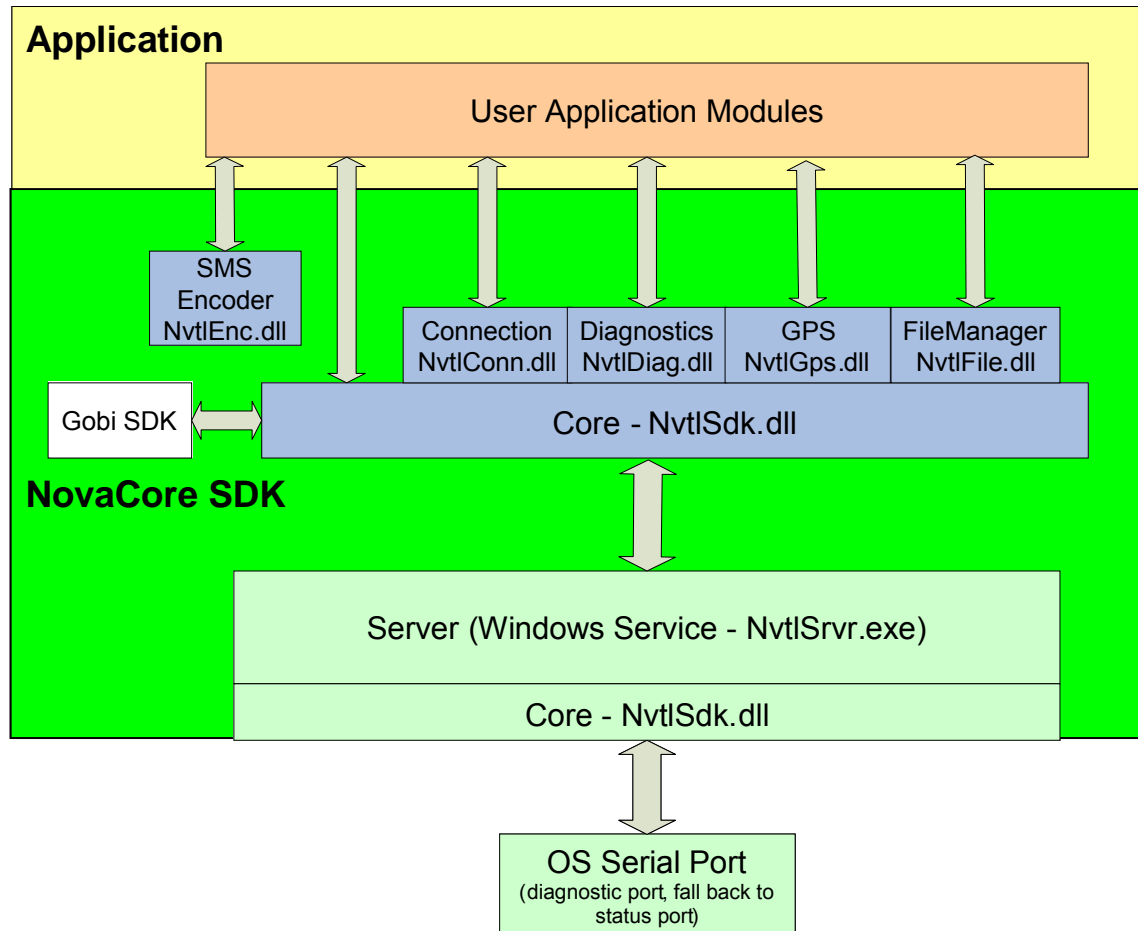 Application
User Application Modules
SMS
Encoder
NvtlEnc.dll
Connection
NvtlConn.dll
Diagnostics
NvtlDiag.dll
GPS
NvtlGps.dll
FileManager
NvtlFile.dll
Gobi SDK
Core - NvtlSdk.dll
NovaCore SDK
Server (Windows Service - NvtlSrvr.exe)
Core - NvtlSdk.dll
OS Serial Port
(diagnostic port, fall back to
status port)